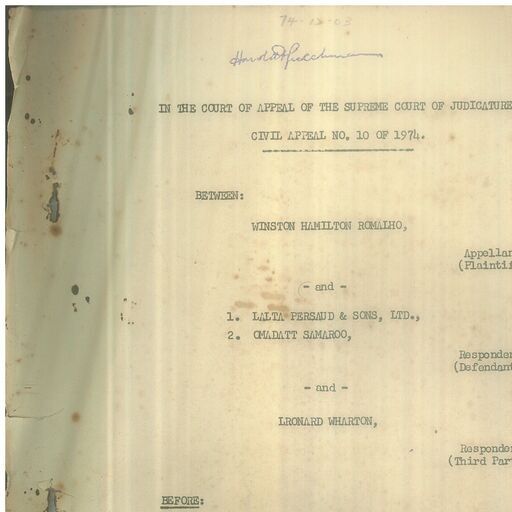 74-12-03
IN THE COURT OF APPEAL OF THE SUPREME COURT OF JUDICATURE
CIVIL APPEAL NO. 10 OF 1974.
BETWEEN:
WINSTON HAMILTON ROMALHO,
Appellan
(Plaintif
- and -
1. LALTA PERSAUD & SONS, LTD.,
2. OMADATT SAMAROO,
Responden
(Defendant
- and -
LRONARD WHARTON,
Responden
(Third Par
BEFORE: